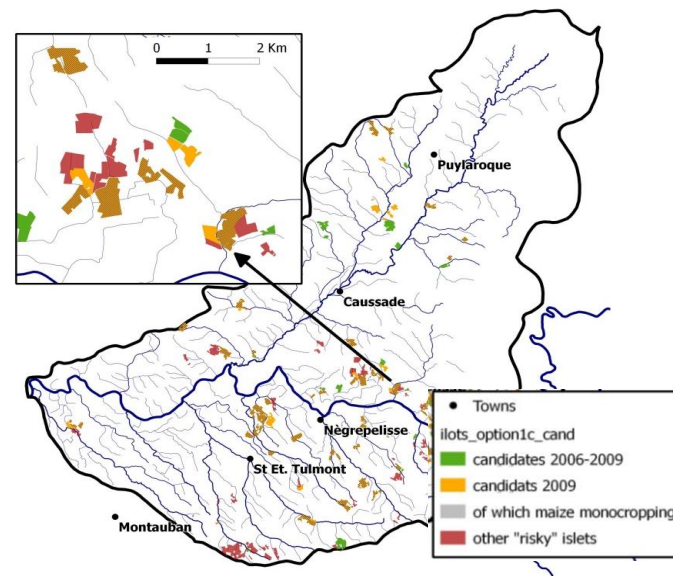 0 1 2 Km
Puylaroque
Caussade
Nègrepelisse
St Et. Tulmont
Montauban
Towns
ilots_option1c_cand
candidates 2006-2009
candidats 2009
of which maize monocropping
other "risky" islets